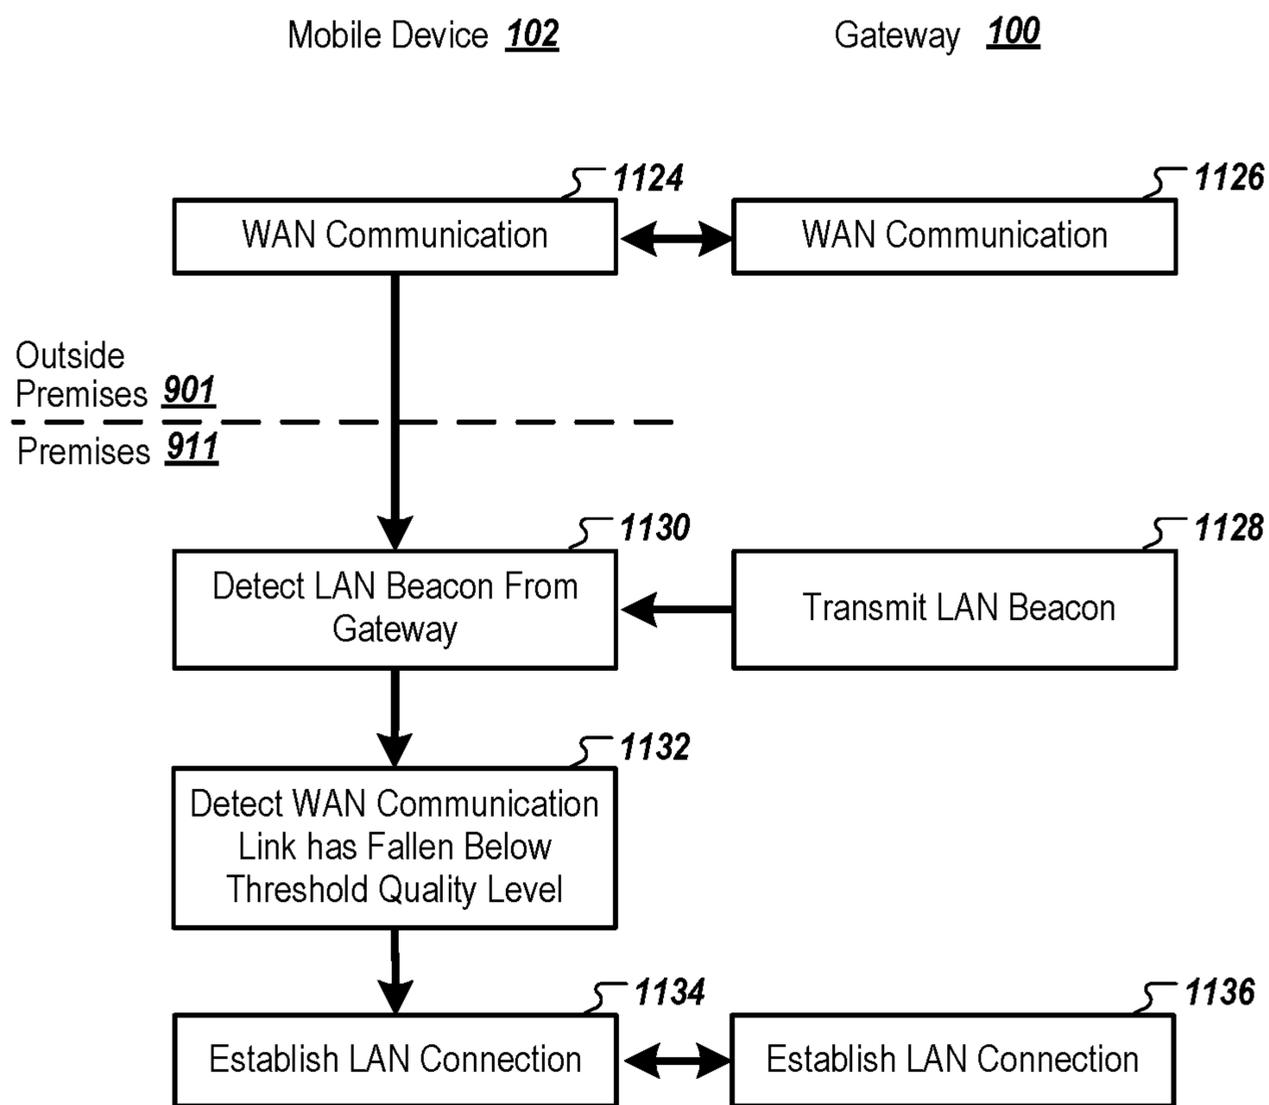 Mobile Device 102
Gateway 100
1124
1126
WAN Communication
WAN Communication
Outside
Premises 901
Premises 911
1130
1128
Detect LAN Beacon From
Gateway
Transmit LAN Beacon
1132
Detect WAN Communication
Link has Fallen Below
Threshold Quality Level
1134
1136
Establish LAN Connection
Establish LAN Connection